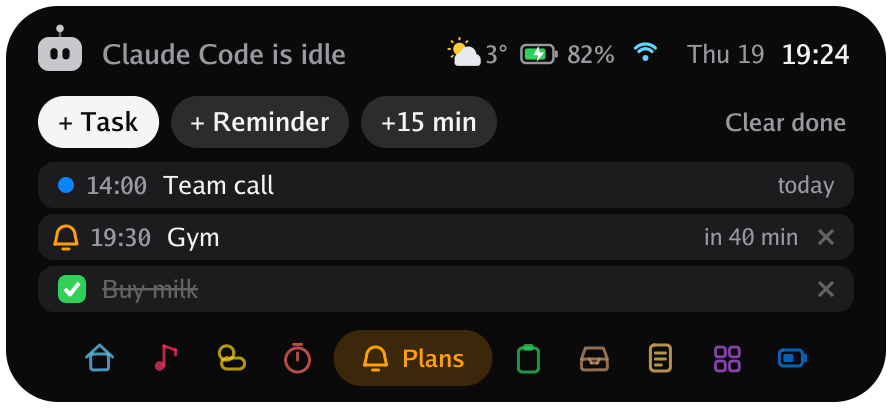 Claude Code is idle 3° 82% Thu 19 19:24
+ Task + Reminder +15 min Clear done
14:00 Team call today
19:30 Gym in 40 min ×
Buy milk ×
Plans